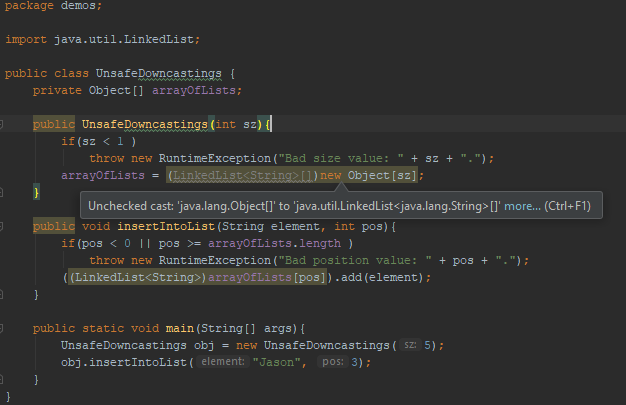 package demos;
import java.util.LinkedList;
public class UnsafeDowncastings {
private Object[] arrayOfLists;
public UnsafeDowncastings(int sz){
if(sz < 1 )
throw new RuntimeException("Bad size value: " + sz + ".");
arrayOfLists = (LinkedList<String>[])new Object[sz];
}
Unchecked cast: 'java.lang.Object[]' to 'java.util.LinkedList<java.lang.String>[]' more... (Ctrl+F1)
public void insertIntoList(String element, int pos){
if(pos < 0 || pos >= arrayOfLists.length )
throw new RuntimeException("Bad position value: " + pos + ".");
((LinkedList<String>)arrayOfLists[pos]).add(element);
}
public static void main(String[] args){
UnsafeDowncastings obj = new UnsafeDowncastings( sz: 5);
obj.insertIntoList( element: "Jason", pos: 3);
}
}